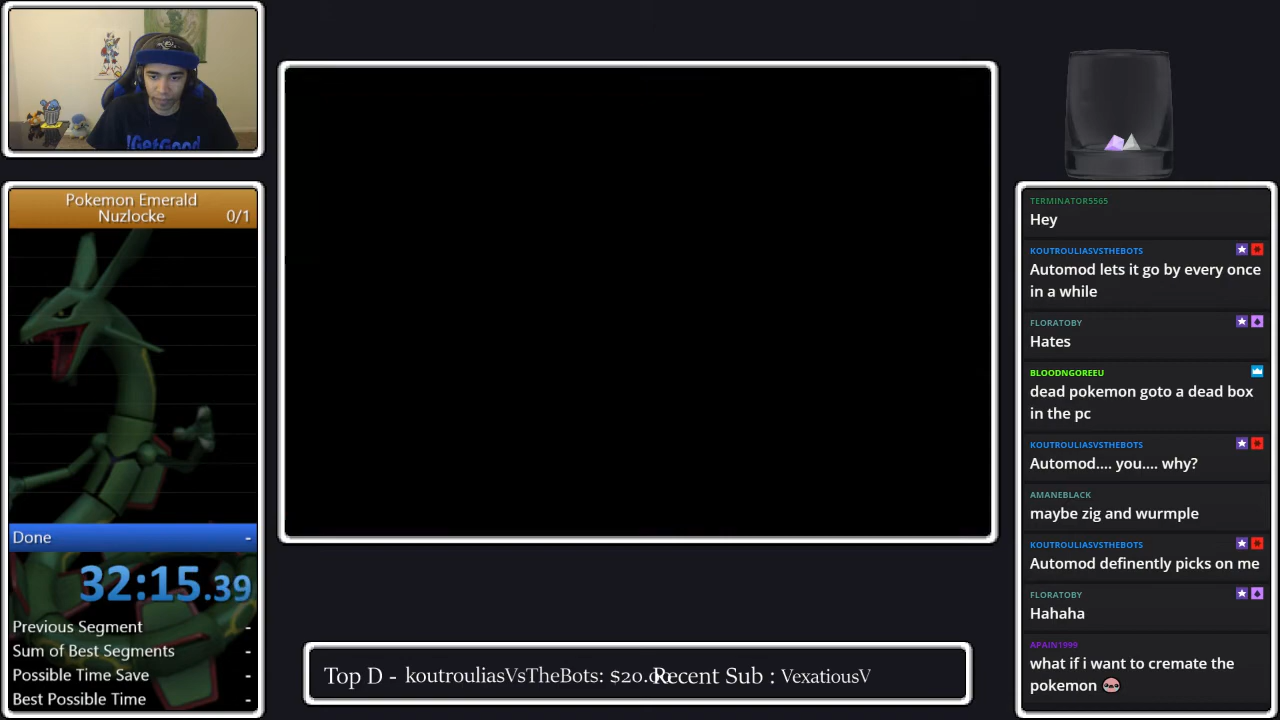 !GetGood
Pokemon Emerald
Nuzlocke 0/1
Done -
32:15.39
Previous Segment -
Sum of Best Segments -
Possible Time Save -
Best Possible Time -
Top D - koutrouliasVsTheBots: $20. Recent Sub : VexatiousV
TERMINATOR5565
Hey
KOUTROULIASVSTHEBOTS
Automod lets it go by every once
in a while
FLORATOBY
Hates
BLOODNGOREEU
dead pokemon goto a dead box
in the pc
KOUTROULIASVSTHEBOTS
Automod.... you.... why?
AMANEBLACK
maybe zig and wurmple
KOUTROULIASVSTHEBOTS
Automod definently picks on me
FLORATOBY
Hahaha
APAIN1999
what if i want to cremate the
pokemon